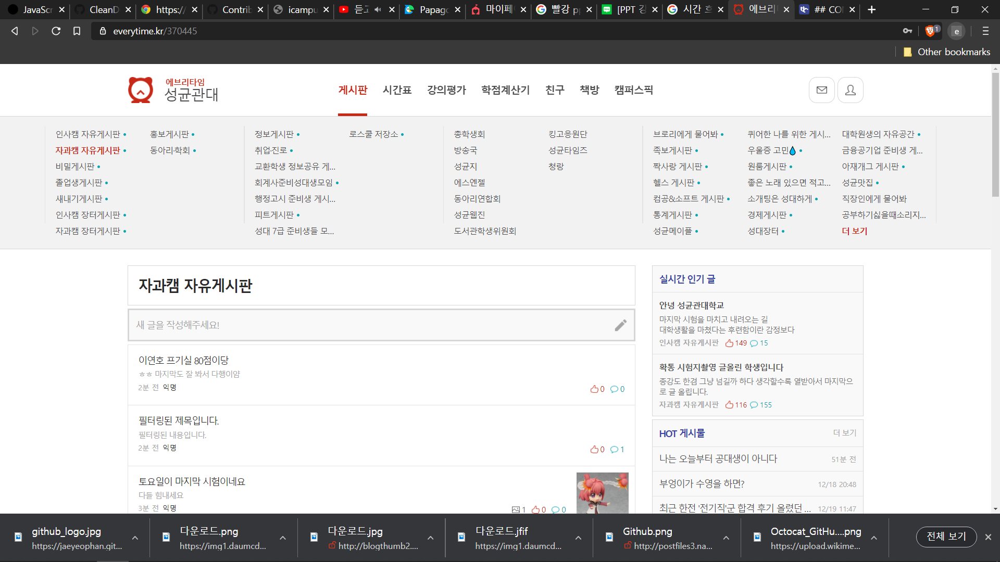 JavaScr
CleanD
https://
Contrib
icampu
듣고
Papago
마이페
빨강 pp
[PPT 강
시간 흐
에브리
## CO
everytime.kr/370445
1
e
Other bookmarks
에브리타임
성균관대
게시판 시간표 강의평가 학점계산기 친구 책방 캠퍼스픽
인사캠 자유게시판
자과캠 자유게시판
비밀게시판
졸업생게시판
새내기게시판
인사캠 장터게시판
자과캠 장터게시판
홍보게시판
동아리·학회
정보게시판
취업·진로
교환학생 정보공유 게...
회계사준비성대생모임
행정고시 준비생 게시...
피트게시판
성대 7급 준비생들 모...
로스쿨 저장소
총학생회
방송국
성균지
에스엔젤
동아리연합회
성균웹진
도서관학생위원회
킹고응원단
성균타임즈
청랑
브로리에게 물어봐
족보게시판
짝사랑 게시판
헬스 게시판
컴공&소프트 게시판
통계게시판
성균메이플
퀴어한 나를 위한 게시...
우울증 고민💧
원룸게시판
좋은 노래 있으면 적고...
소개팅은 성대하게
경제게시판
성대장터
대학원생의 자유공간
금융공기업 준비생 게...
아재개그 게시판
성균맛집
직장인에게 물어봐
공부하기싫을때소리지...
더 보기
자과캠 자유게시판
새 글을 작성해주세요!
이연호 프기실 80점이당
ㅎㅎ 마지막도 잘 봐서 다행이얌
2분 전 익명
0 0
필터링된 제목입니다.
필터링된 내용입니다.
2분 전 익명
0 1
토요일이 마지막 시험이네요
다들 힘내세요
3분 전 익명
1 0 0
실시간 인기 글
안녕 성균관대학교
마지막 시험을 마치고 내려오는 길
대학생활을 마쳤다는 후련함이란 감정보다
인사캠 자유게시판 149 15
확통 시험지촬영 글올린 학생입니다
종강도 한겸 그냥 넘길까 하다 생각할수록 열받아서 마지막으
로 글 올립니다.
자과캠 자유게시판 116 155
HOT 게시물 더 보기
나는 오늘부터 공대생이 아니다 51분 전
부엉이가 수영을 하면? 12/18 20:48
최근 한전 '전기직'군 합격 후기 올렸던 ... 12/19 11:47
github_logo.jpg
https://jaeyeophan.git...
다운로드.png
https://img1.daumcd...
다운로드.jpg
http://blogthumb2....
다운로드.jfif
https://img1.daumcd...
Github.png
http://postfiles3.na...
Octocat_GitHu....png
https://upload.wikime...
전체 보기